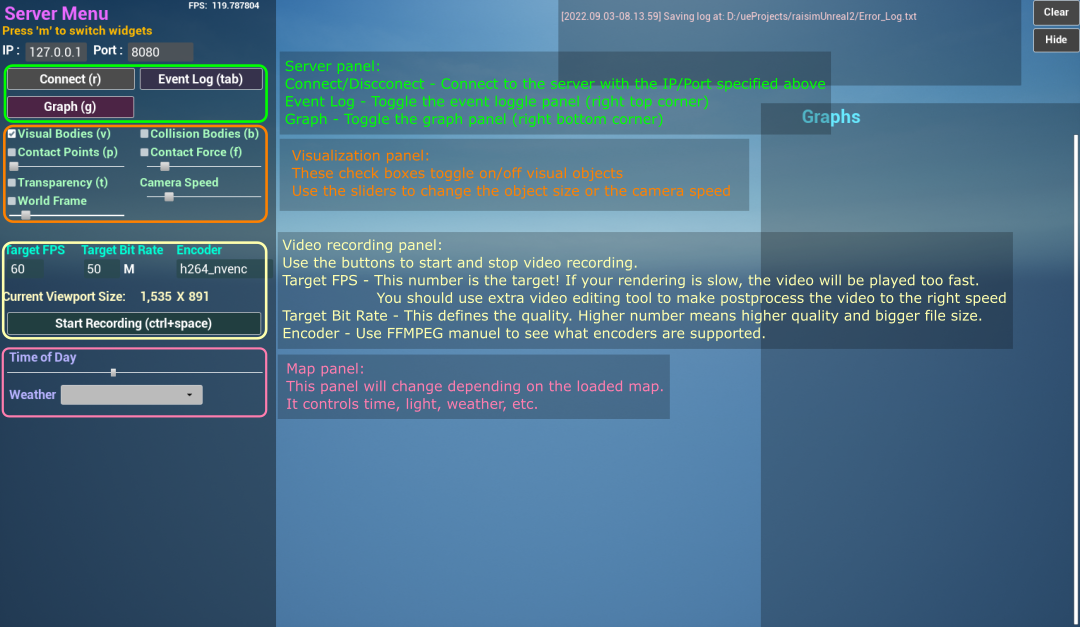 Server Menu
FPS: 119.787804
Press 'm' to switch widgets
IP : 127.0.0.1 Port : 8080
Connect (r) Event Log (tab)
Graph (g)
Visual Bodies (v) Collision Bodies (b)
Contact Points (p) Contact Force (f)
Transparency (t) Camera Speed
World Frame
Target FPS Target Bit Rate Encoder
60 50 M h264_nvenc
Current Viewport Size: 1,535 X 891
Start Recording (ctrl+space)
Time of Day
Weather
[2022.09.03-08.13.59] Saving log at: D:/ueProjects/raisimUnreal2/Error_Log.txt
Clear
Hide
Server panel:
Connect/Discconect - Connect to the server with the IP/Port specified above
Event Log - Toggle the event loggle panel (right top corner)
Graph - Toggle the graph panel (right bottom corner)
Graphs
Visualization panel:
These check boxes toggle on/off visual objects
Use the sliders to change the object size or the camera speed
Video recording panel:
Use the buttons to start and stop video recording.
Target FPS - This number is the target! If your rendering is slow, the video will be played too fast.
You should use extra video editing tool to make postprocess the video to the right speed
Target Bit Rate - This defines the quality. Higher number means higher quality and bigger file size.
Encoder - Use FFMPEG manuel to see what encoders are supported.
Map panel:
This panel will change depending on the loaded map.
It controls time, light, weather, etc.